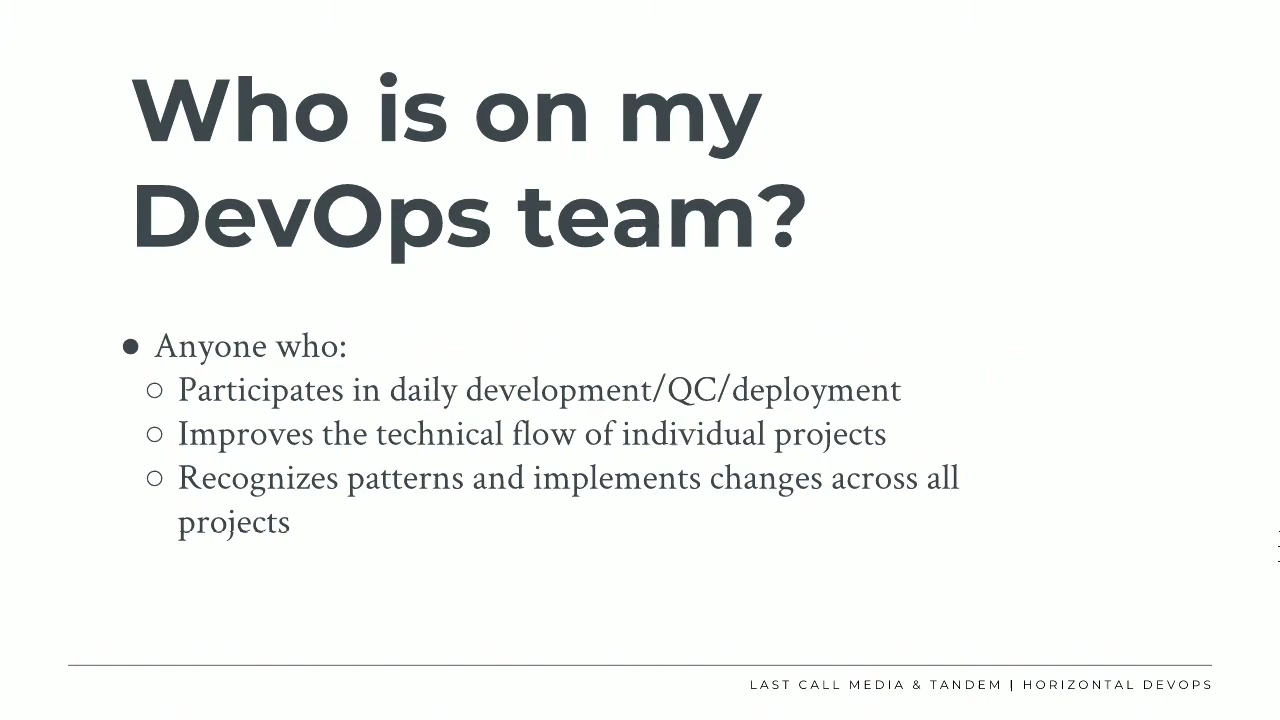 Who is on my
DevOps team?
● Anyone who:
○ Participates in daily development/QC/deployment
○ Improves the technical flow of individual projects
○ Recognizes patterns and implements changes across all
projects
LAST CALL MEDIA & TANDEM | HORIZONTAL DEVOPS